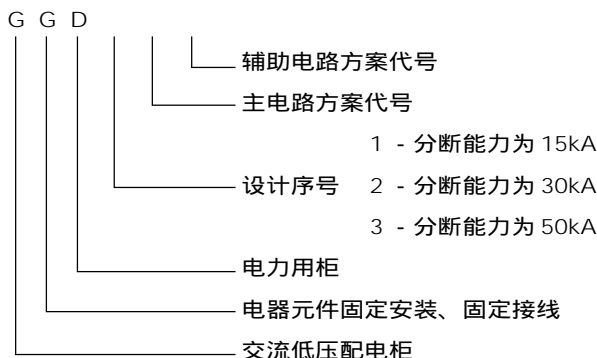 G G D
辅助电路方案代号
主电路方案代号
1 - 分断能力为 15kA
设计序号 2 - 分断能力为 30kA
3 - 分断能力为 50kA
电力用柜
电器元件固定安装、固定接线
交流低压配电柜